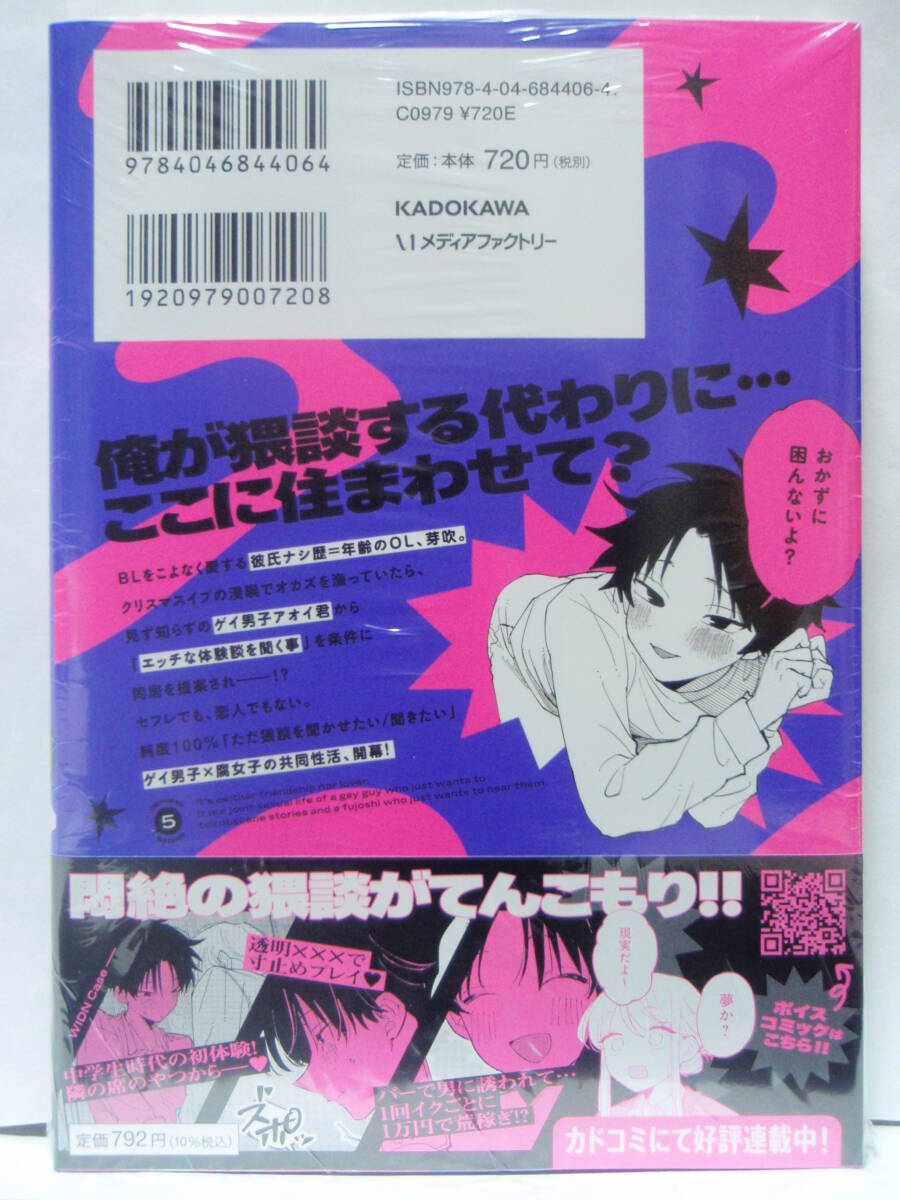 ISBN978-4-04-684406-4
C0979 ¥720E
9784046844064
定価：本体 720円（税別）
KADOKAWA
メディアファクトリー
1920979007208
俺が猥談する代わりに…
ここに住まわせて？
おかずに
困んないよ？
BLをこよなく愛する彼氏ナシ歴＝年齢のOL、芽吹。
クリスマスイブの漫喫でオカズを漁っていたら、
見ず知らずのゲイ男子アオイ君から
「エッチな体験談を聞く事」を条件に
同居を提案され――!?
セフレでも、恋人でもない。
純度100%「ただ猥談を聞かせたい/聞きたい」
ゲイ男子×腐女子の共同性活、開幕！
It's neither friendship nor lover.
It is a joint sexual life of a gay guy who just wants to
tell obscene stories and a fujoshi who just wants to hear them.
5
悶絶の猥談がてんこもり!!
WIDN Case
透明×××で
寸止めプレイ♥
現実だよー
夢か？
ボイス
コミックは
こちら!!
中学生時代の初体験！
隣の席のやつから――♥
バーで男に誘われて…
1回イクごとに
1万円で荒稼ぎ!?
定価792円（10%税込）
カドコミにて好評連載中！